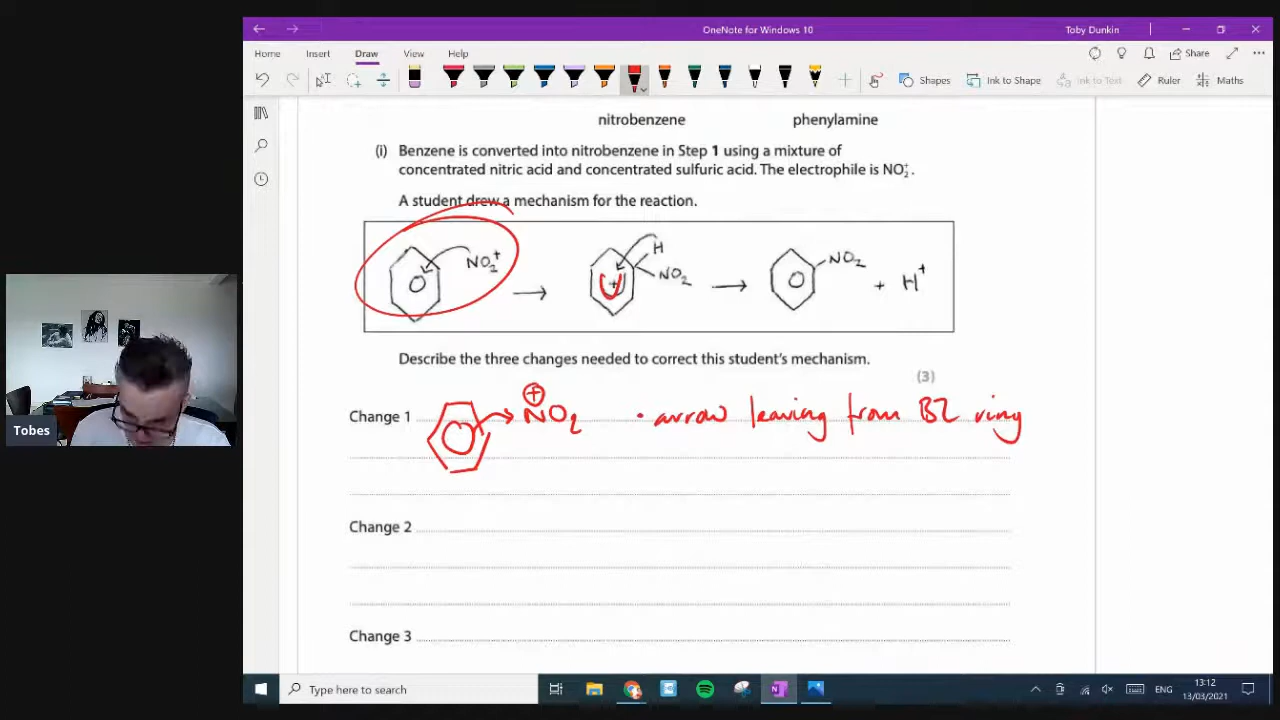 OneNote for Windows 10
Toby Dunkin
Home Insert Draw View Help
Share
Shapes Ink to Shape Ink to Text Ruler Maths
nitrobenzene phenylamine
(i) Benzene is converted into nitrobenzene in Step 1 using a mixture of
concentrated nitric acid and concentrated sulfuric acid. The electrophile is NO₂⁺.
A student drew a mechanism for the reaction.
NO₂⁺ → + H NO₂ → NO₂ + H⁺
Describe the three changes needed to correct this student's mechanism.
(3)
Change 1 + NO₂ • arrow leaving from BZ ring
Change 2
Change 3
Tobes
Type here to search
ENG
13:12
13/03/2021